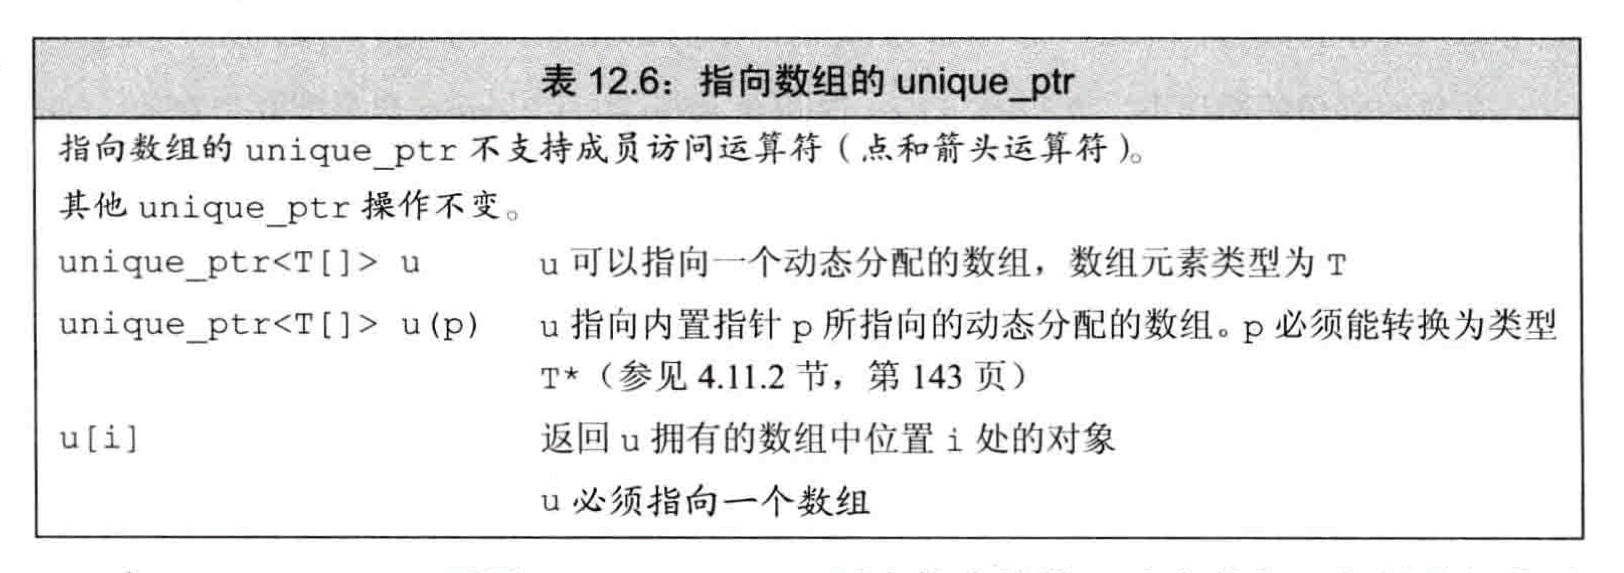 表 12.6：指向数组的 unique_ptr
指向数组的 unique_ptr 不支持成员访问运算符（点和箭头运算符）。
其他 unique_ptr 操作不变。
unique_ptr<T[]> u u 可以指向一个动态分配的数组，数组元素类型为 T
unique_ptr<T[]> u(p) u 指向内置指针 p 所指向的动态分配的数组。p 必须能转换为类型
T*（参见 4.11.2 节，第 143 页）
u[i] 返回 u 拥有的数组中位置 i 处的对象
u 必须指向一个数组